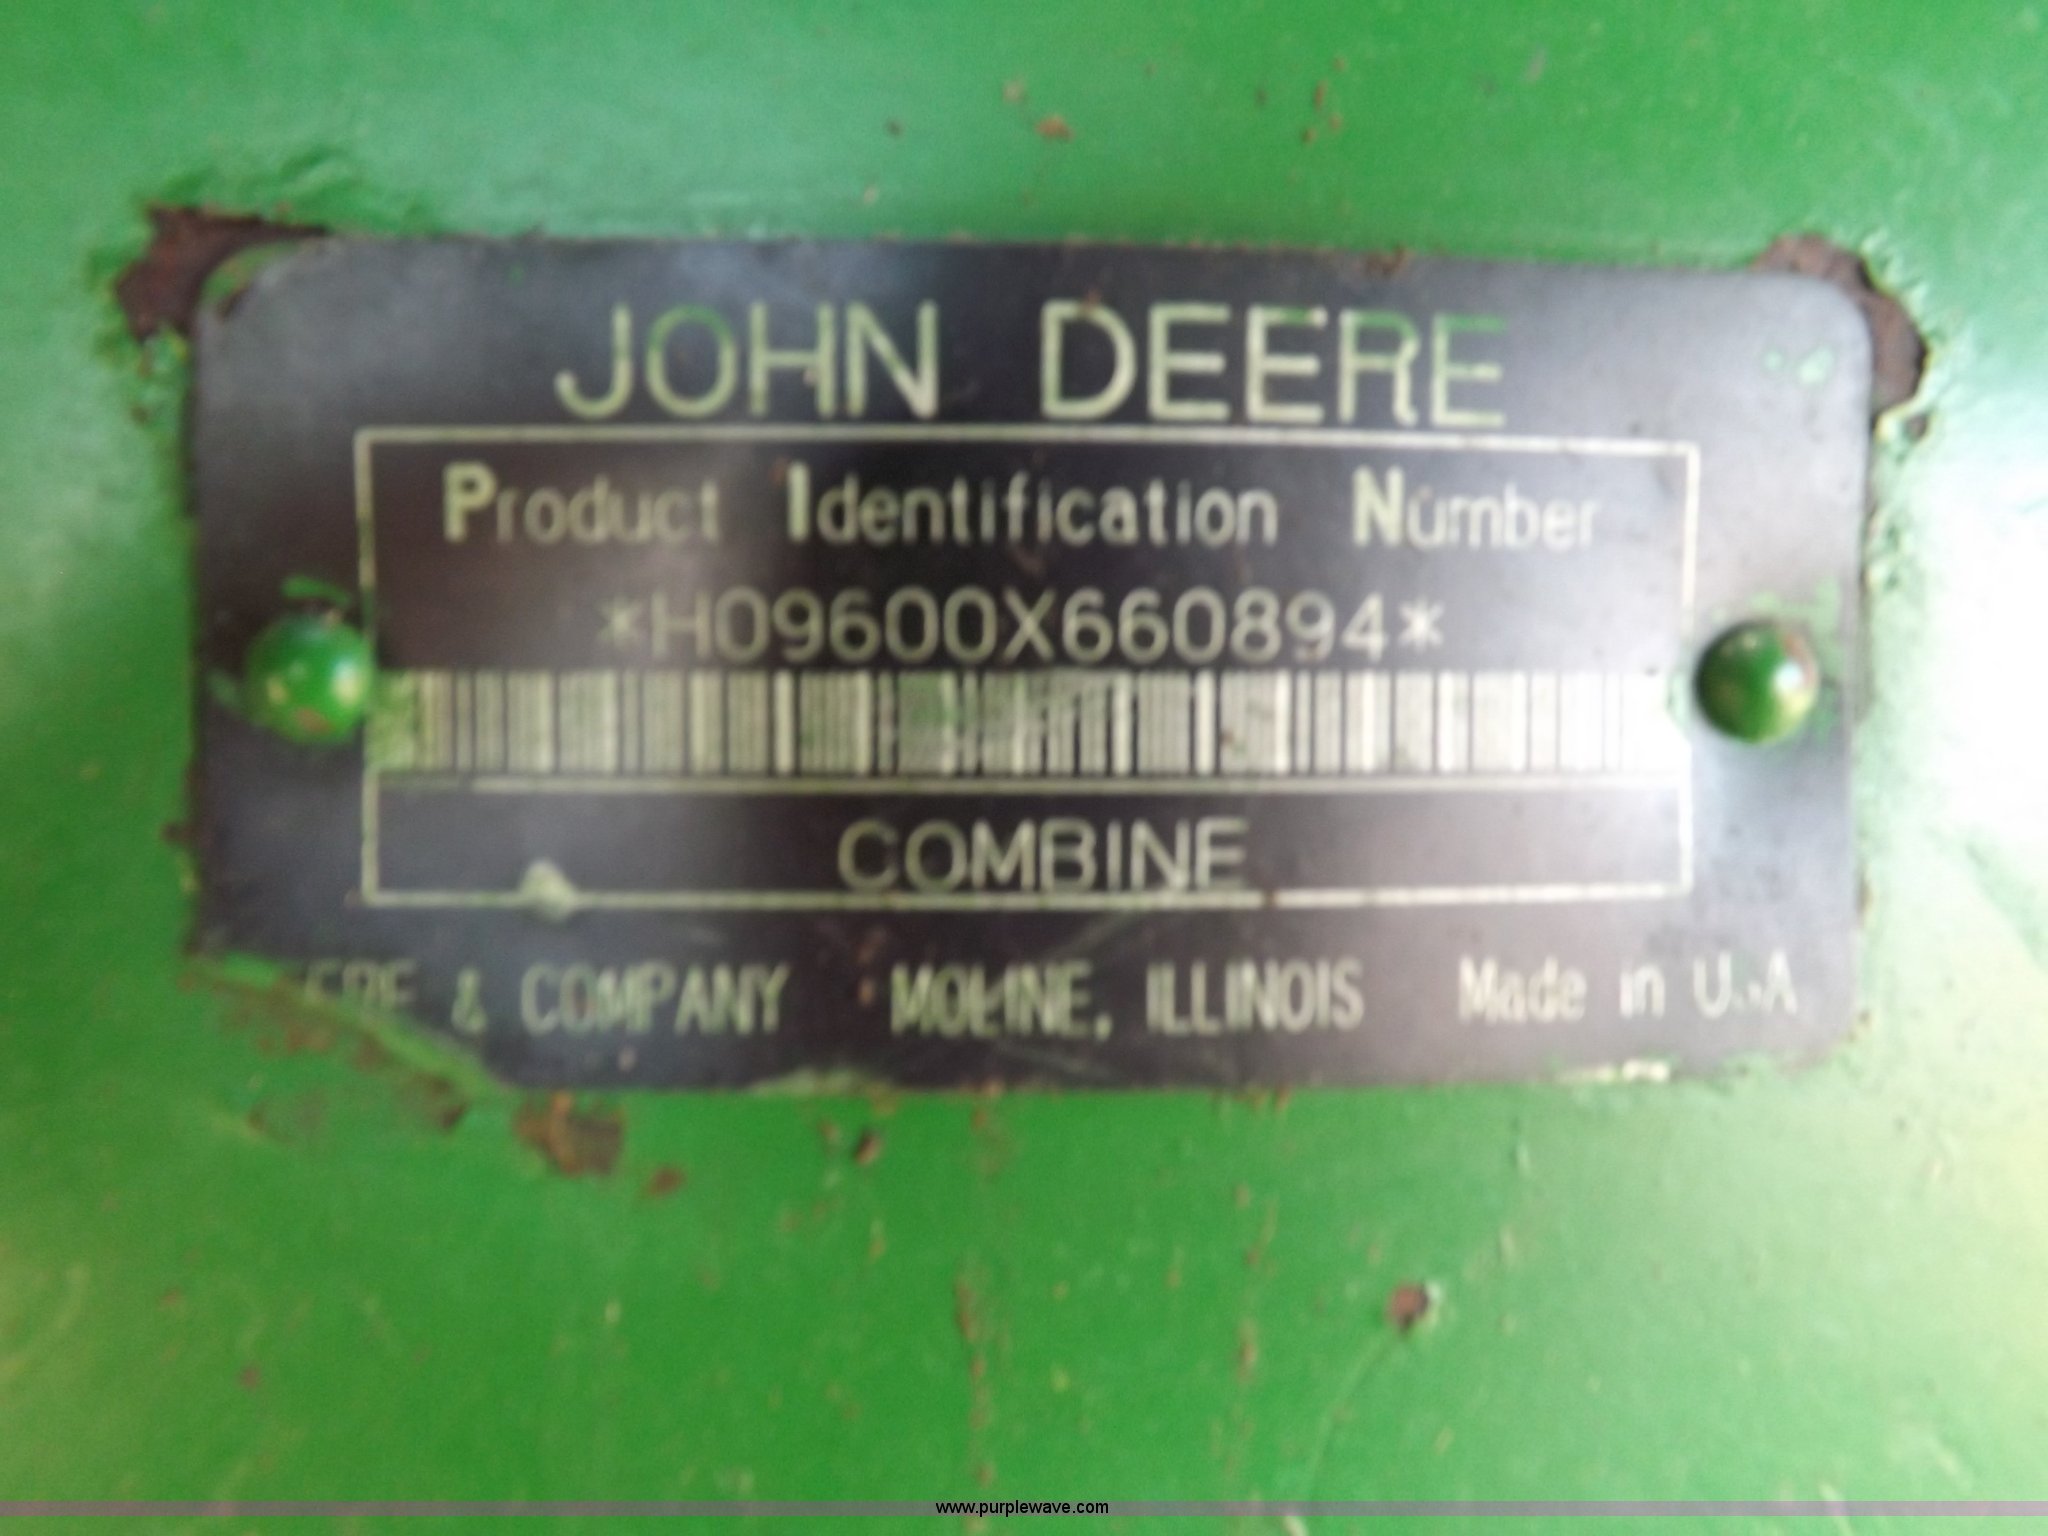 JOHN DEERE
Product Identification Number
*H09600X660894*
COMBINE
& COMPANY MOLINE, ILLINOIS Made in U.S.A
www.purplewave.com